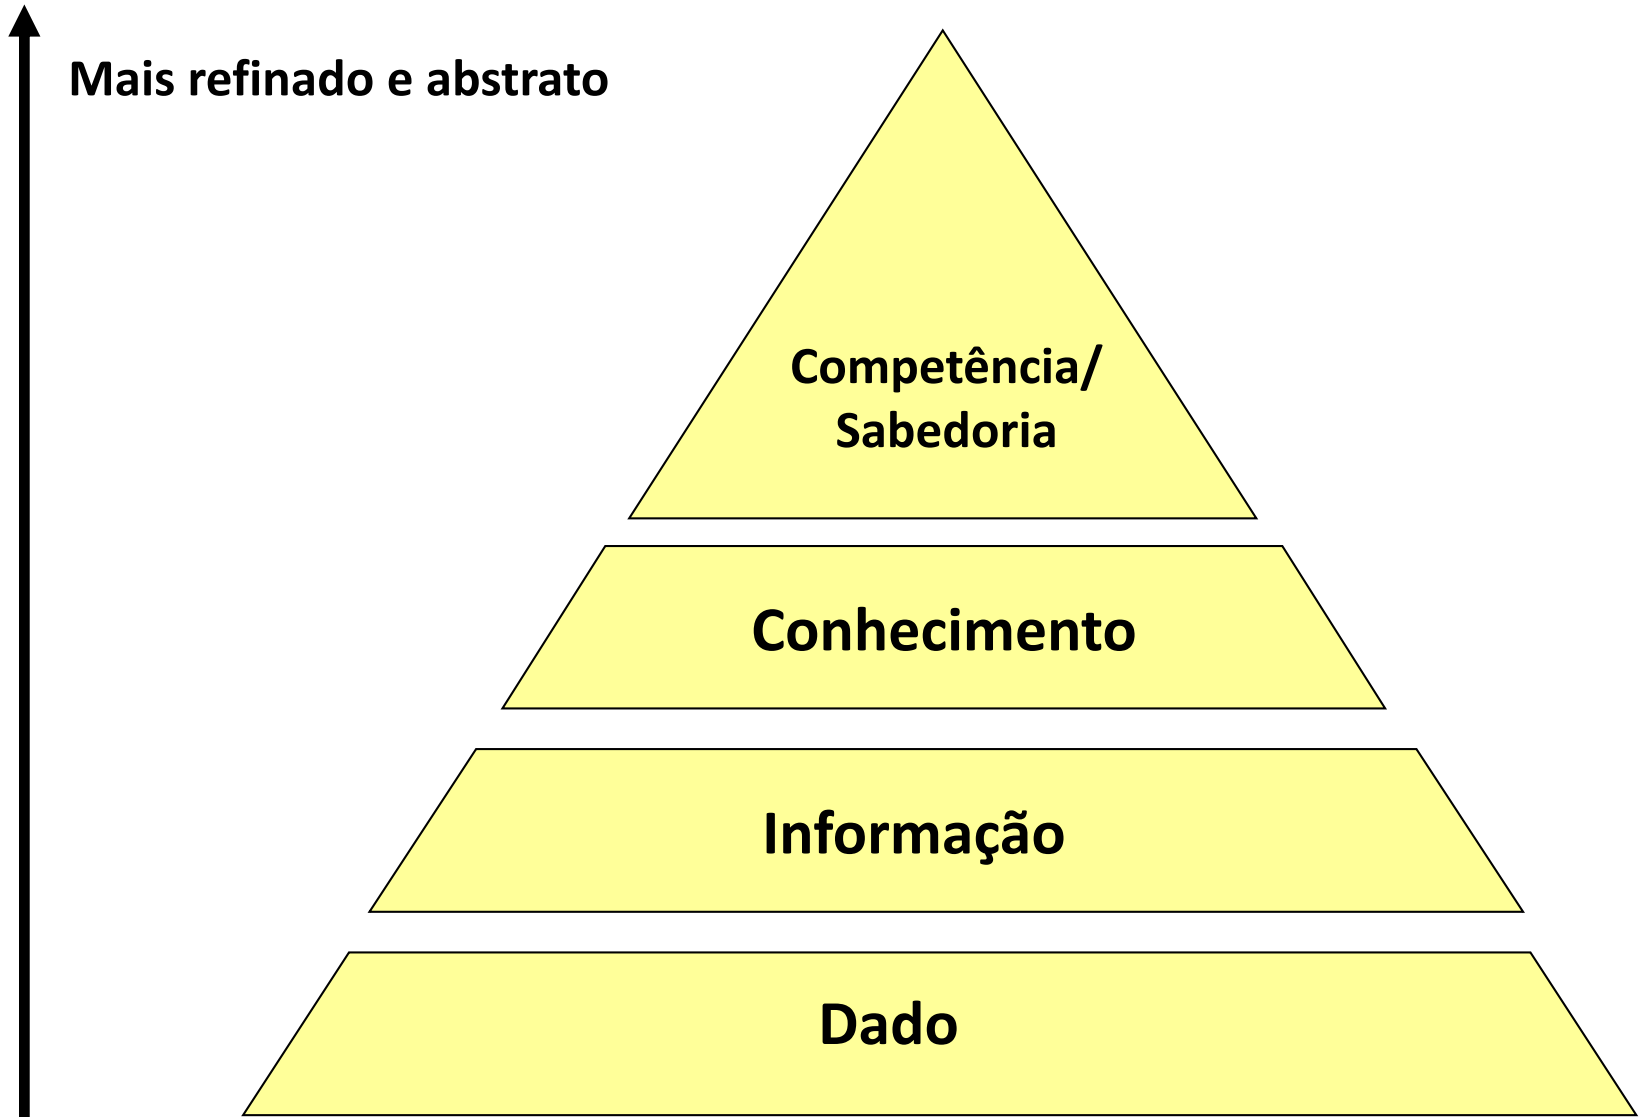 Mais refinado e abstrato
Competência/
Sabedoria
Conhecimento
Informação
Dado